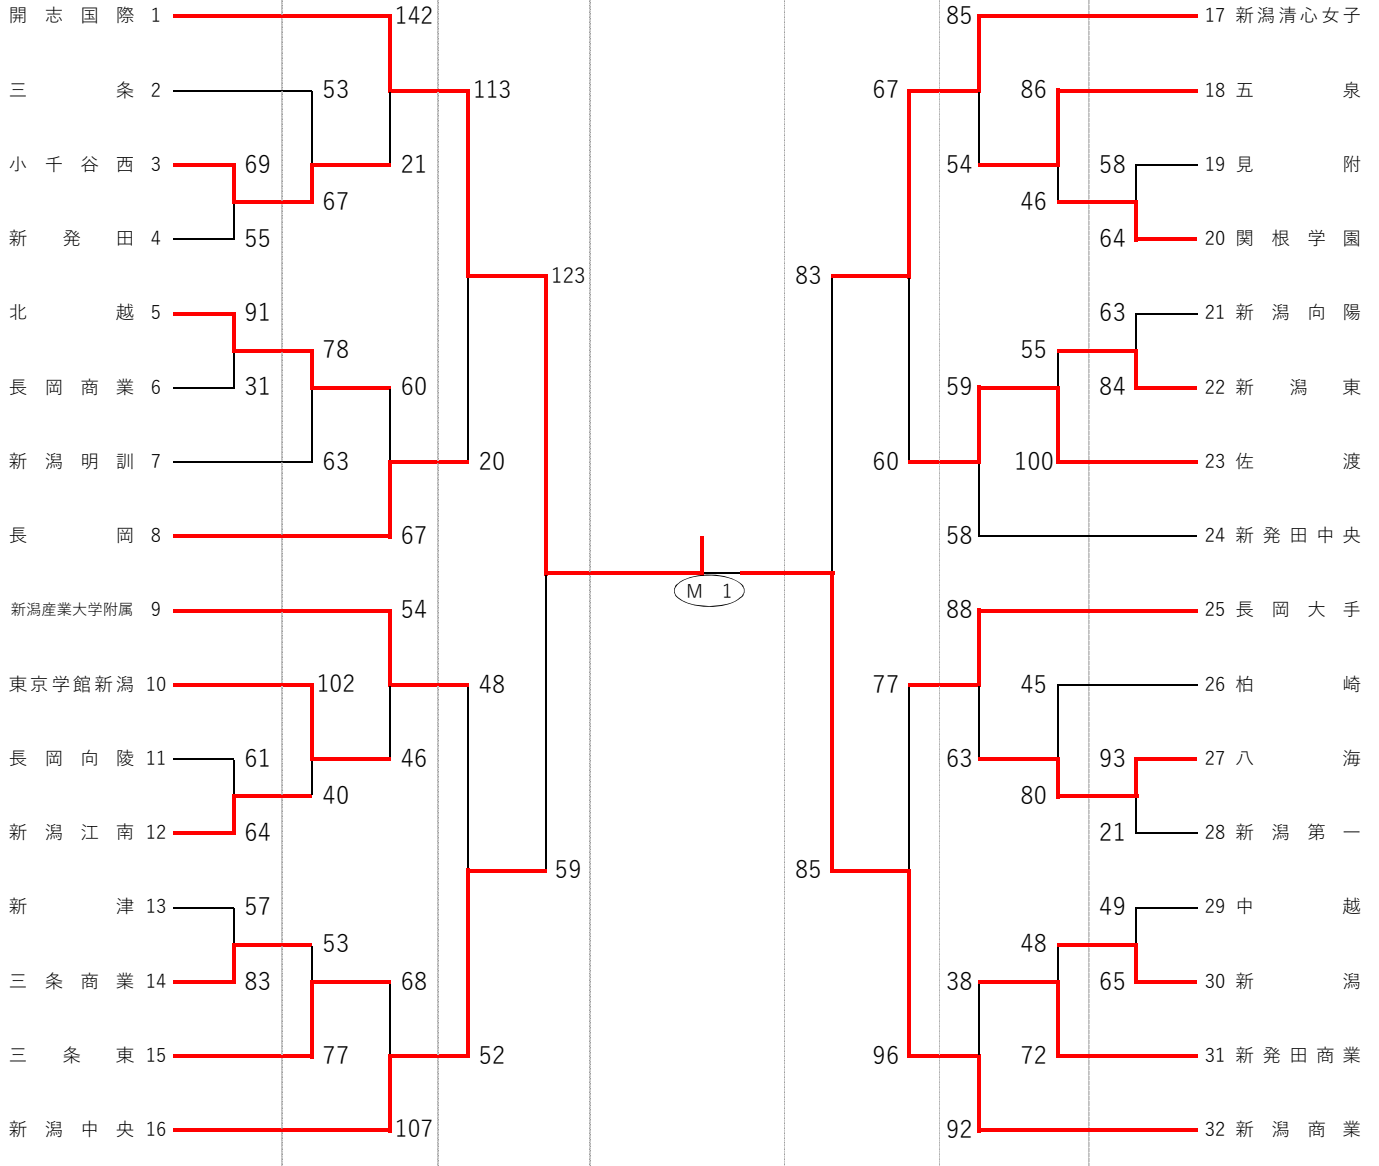 開志国際 1 142 85 17 新潟清心女子
113
三条 2 53 67 86 18 五泉
小千谷西 3 69 21 54 58 19 見附
67 46
新発田 4 55 64 20 関根学園
123 83
北越 5 91 63 21 新潟向陽
78 55
長岡商業 6 31 60 59 84 22 新潟東
新潟明訓 7 63 20 60 100 23 佐渡
長岡 8 67 58 24 新発田中央
M 1
新潟産業大学附属 9 54 88 25 長岡大手
東京学館新潟 10 102 48 77 45 26 柏崎
長岡向陵 11 61 46 63 93 27 八海
40 80
新潟江南 12 64 21 28 新潟第一
59 85
新津 13 57 49 29 中越
53 48
三条商業 14 83 68 38 65 30 新潟
三条東 15 77 52 96 72 31 新発田商業
新潟中央 16 107 92 32 新潟商業